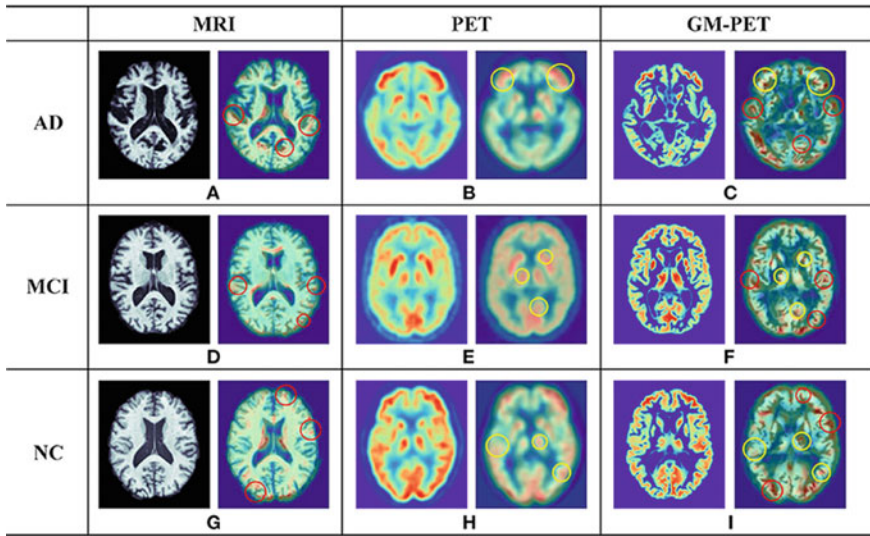 MRI PET GM-PET
AD
A B C
MCI
D E F
NC
G H I